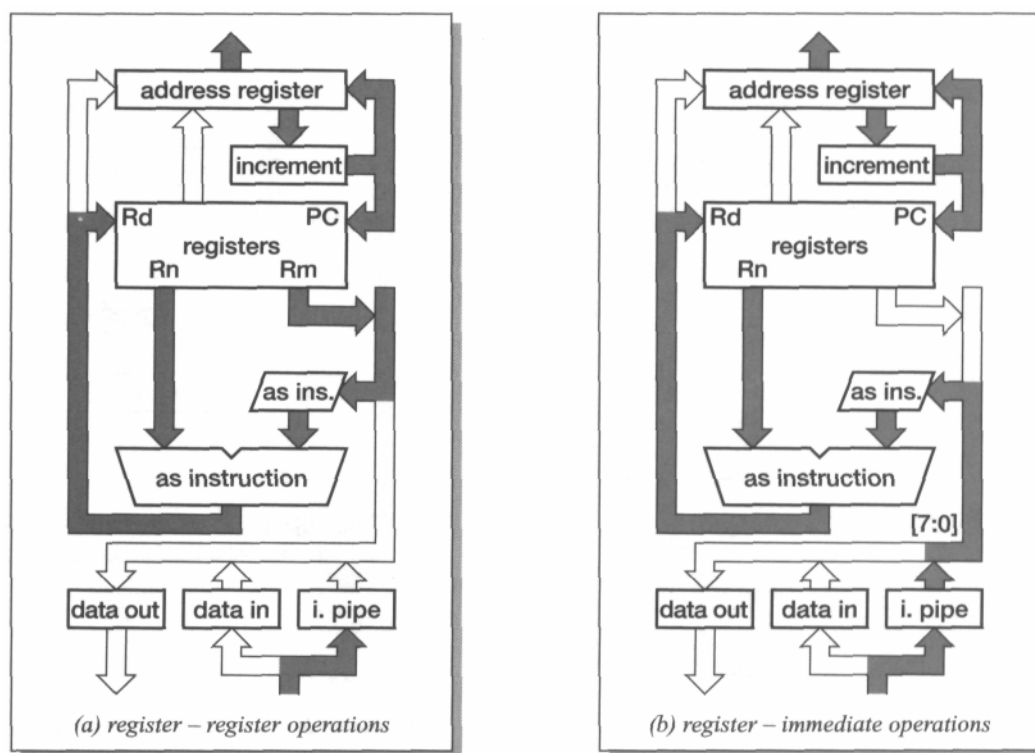 address register
increment
Rd PC
registers
Rn Rm
as ins.
as instruction
data out data in i. pipe
(a) register – register operations
address register
increment
Rd PC
registers
Rn
as ins.
as instruction
[7:0]
data out data in i. pipe
(b) register – immediate operations